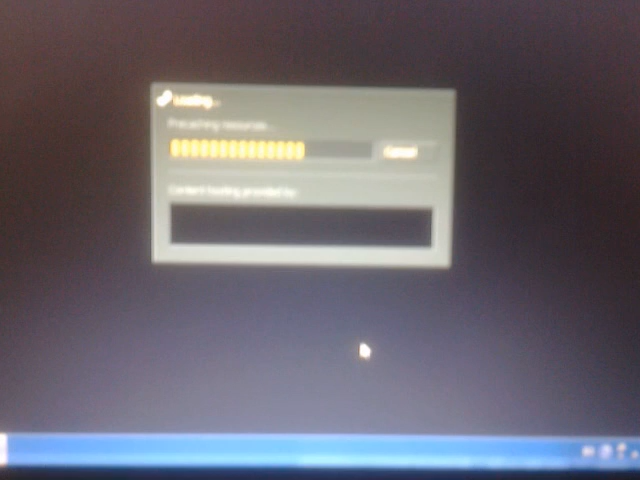 Loading...
Precaching resources...
Cancel
Content hosting provided by: